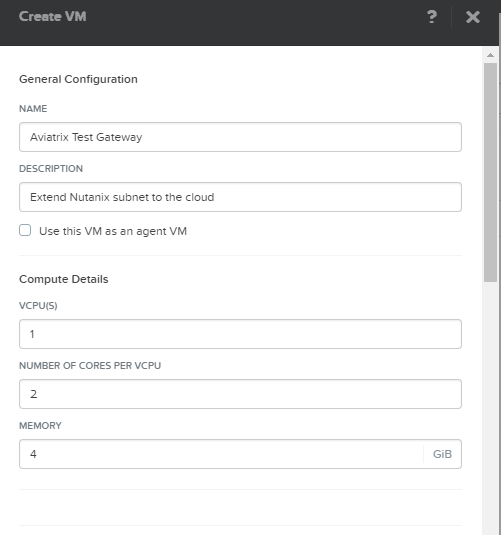 Create VM
?
General Configuration
NAME
Aviatrix Test Gateway
DESCRIPTION
Extend Nutanix subnet to the cloud
Use this VM as an agent VM
Compute Details
VCPU(S)
1
NUMBER OF CORES PER VCPU
2
MEMORY
4 GiB